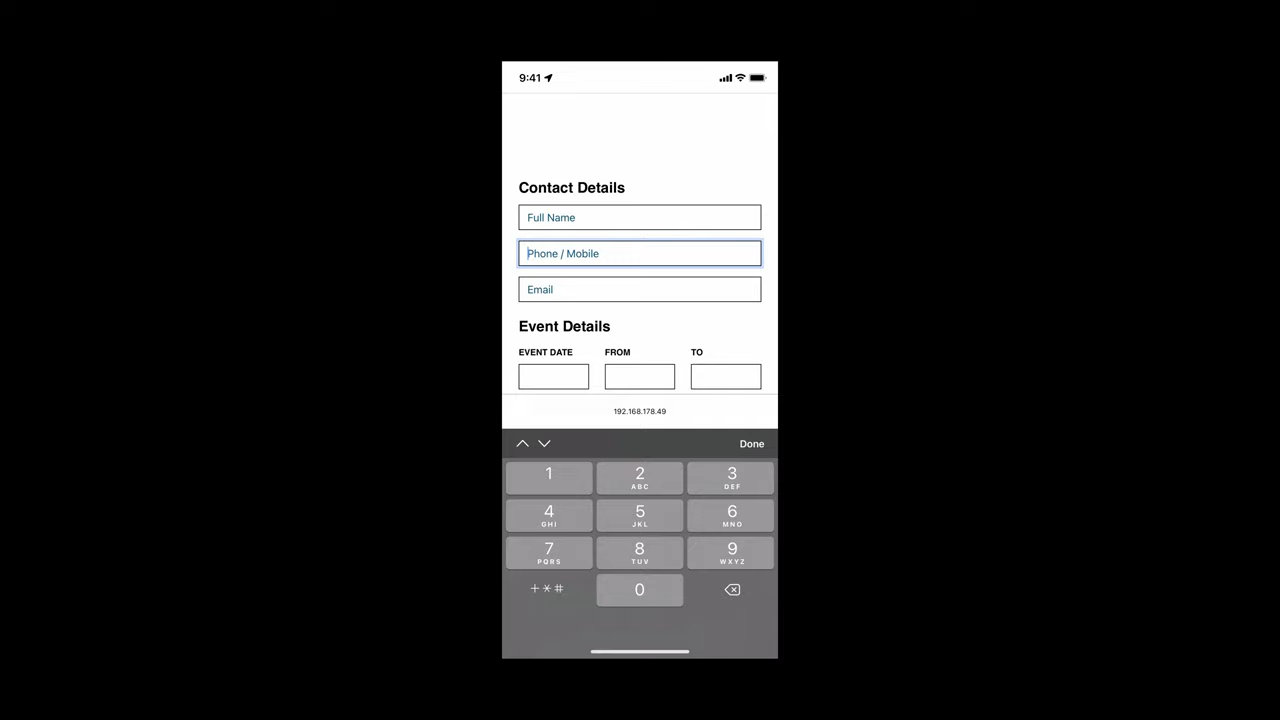 9:41
Contact Details
Full Name
Phone / Mobile
Email
Event Details
EVENT DATE FROM TO
192.168.178.49
Done
1 2 3
ABC DEF
4 5 6
GHI JKL MNO
7 8 9
PQRS TUV WXYZ
+*# 0